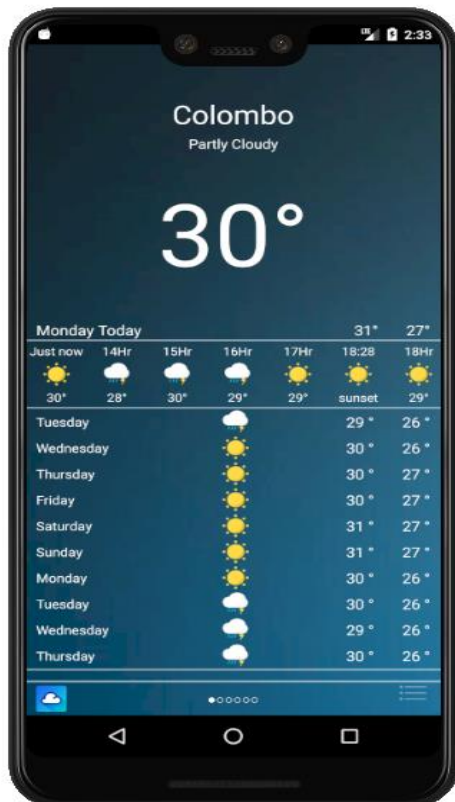 2:33
Colombo
Partly Cloudy
30°
Monday Today 31° 27°
Just now 14Hr 15Hr 16Hr 17Hr 18:28 18Hr
30° 28° 30° 29° 29° sunset 29°
Tuesday 29 ° 26 °
Wednesday 30 ° 26 °
Thursday 30 ° 27 °
Friday 30 ° 27 °
Saturday 31 ° 27 °
Sunday 31 ° 27 °
Monday 30 ° 26 °
Tuesday 30 ° 26 °
Wednesday 29 ° 26 °
Thursday 30 ° 26 °